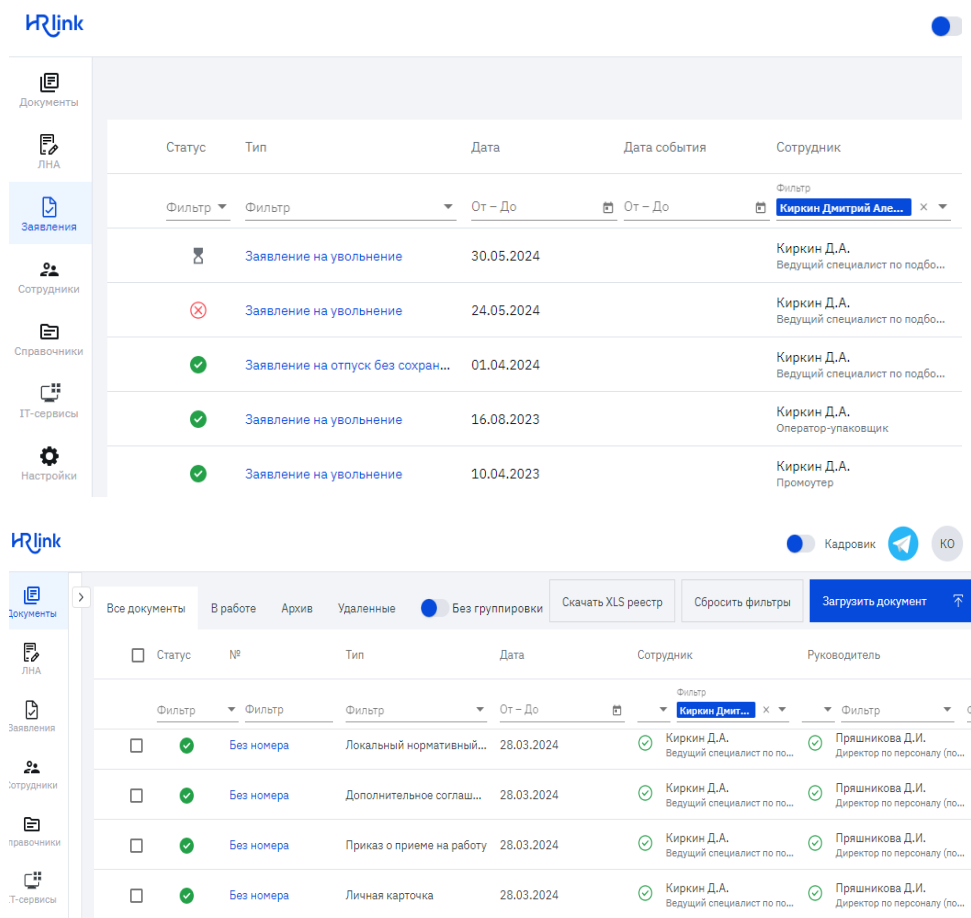 HRlink
Документы
ЛНА
Заявления
Сотрудники
Справочники
IT-сервисы
Настройки
Статус Тип Дата Дата события Сотрудник
Фильтр
Фильтр Фильтр От – До От – До Киркин Дмитрий Але...
Заявление на увольнение 30.05.2024 Киркин Д.А.
Ведущий специалист по подбо...
Заявление на увольнение 24.05.2024 Киркин Д.А.
Ведущий специалист по подбо...
Заявление на отпуск без сохран... 01.04.2024 Киркин Д.А.
Ведущий специалист по подбо...
Заявление на увольнение 16.08.2023 Киркин Д.А.
Оператор-упаковщик
Заявление на увольнение 10.04.2023 Киркин Д.А.
Промоутер
HRlink Кадровик КО
Документы
ЛНА
Заявления
Сотрудники
правочники
Т-сервисы
Все документы В работе Архив Удаленные Без группировки Скачать XLS реестр Сбросить фильтры Загрузить документ
Статус № Тип Дата Сотрудник Руководитель
Фильтр
Фильтр Фильтр Фильтр От – До Киркин Дмит... Фильтр
Без номера Локальный нормативный... 28.03.2024 Киркин Д.А. Пряшникова Д.И.
Ведущий специалист по по... Директор по персоналу (по...
Без номера Дополнительное соглаш... 28.03.2024 Киркин Д.А. Пряшникова Д.И.
Ведущий специалист по по... Директор по персоналу (по...
Без номера Приказ о приеме на работу 28.03.2024 Киркин Д.А. Пряшникова Д.И.
Ведущий специалист по по... Директор по персоналу (по...
Без номера Личная карточка 28.03.2024 Киркин Д.А. Пряшникова Д.И.
Ведущий специалист по по... Директор по персоналу (по...